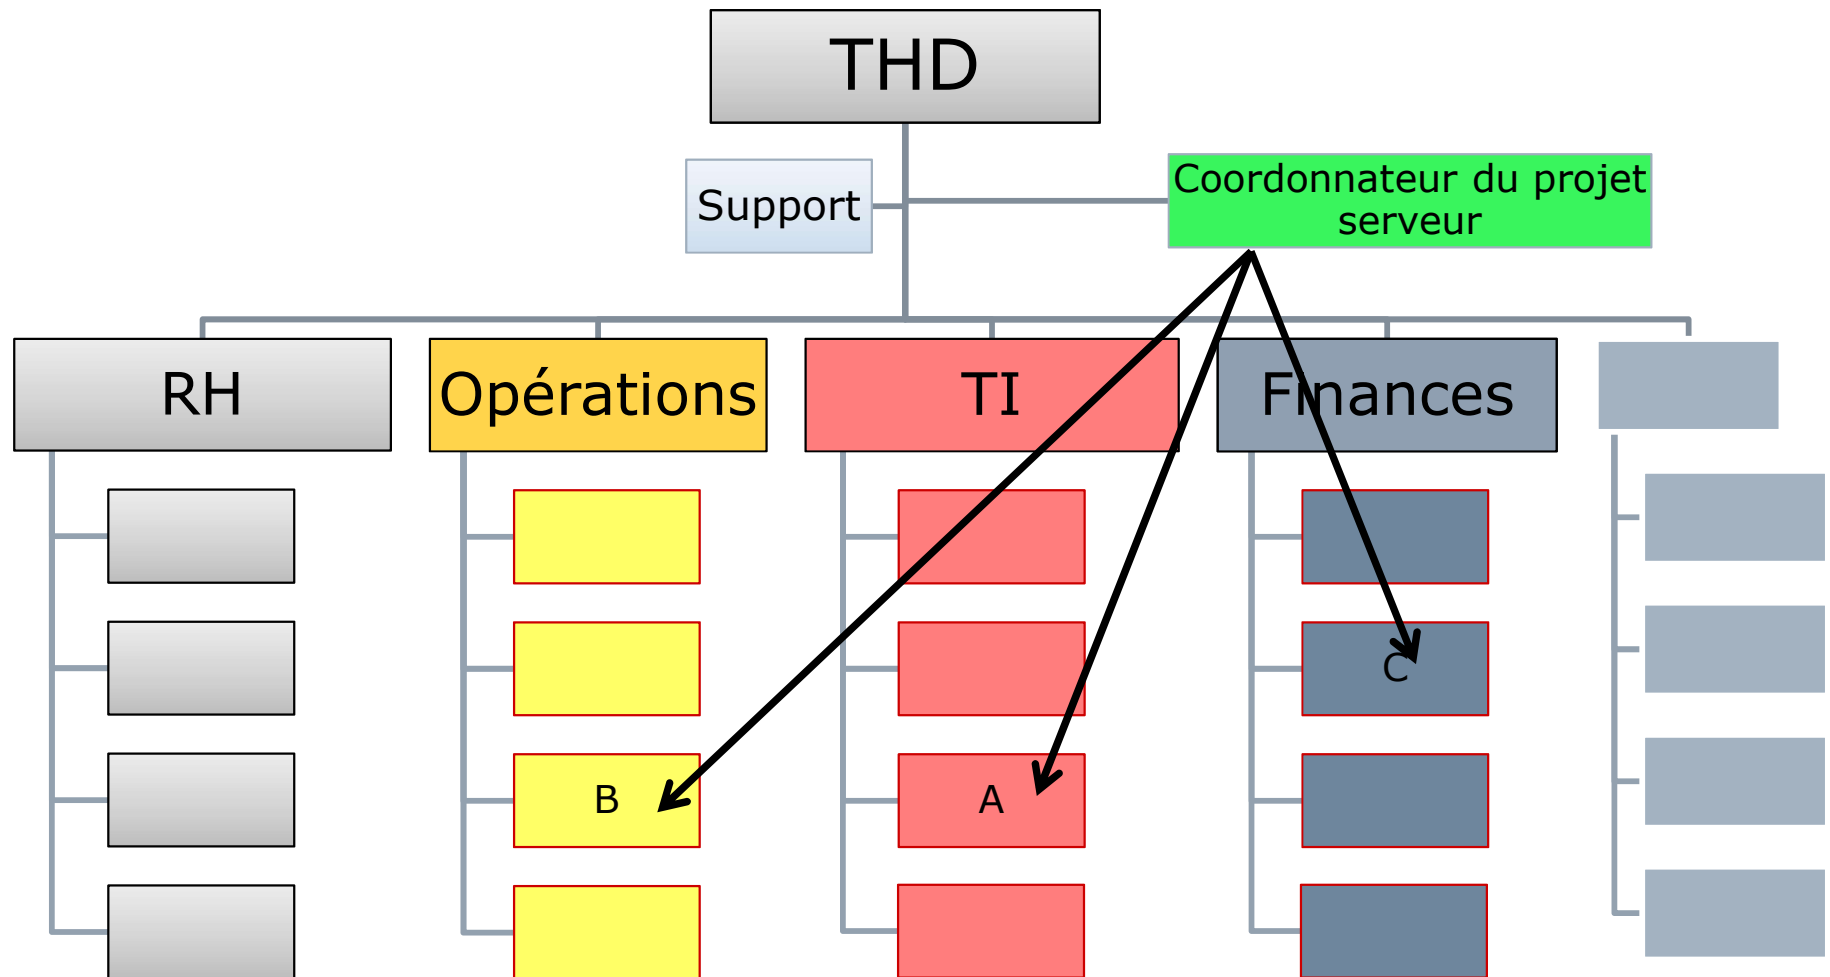 THD
Support
Coordonnateur du projet
serveur
RH
Opérations
TI
Finances
C
B
A